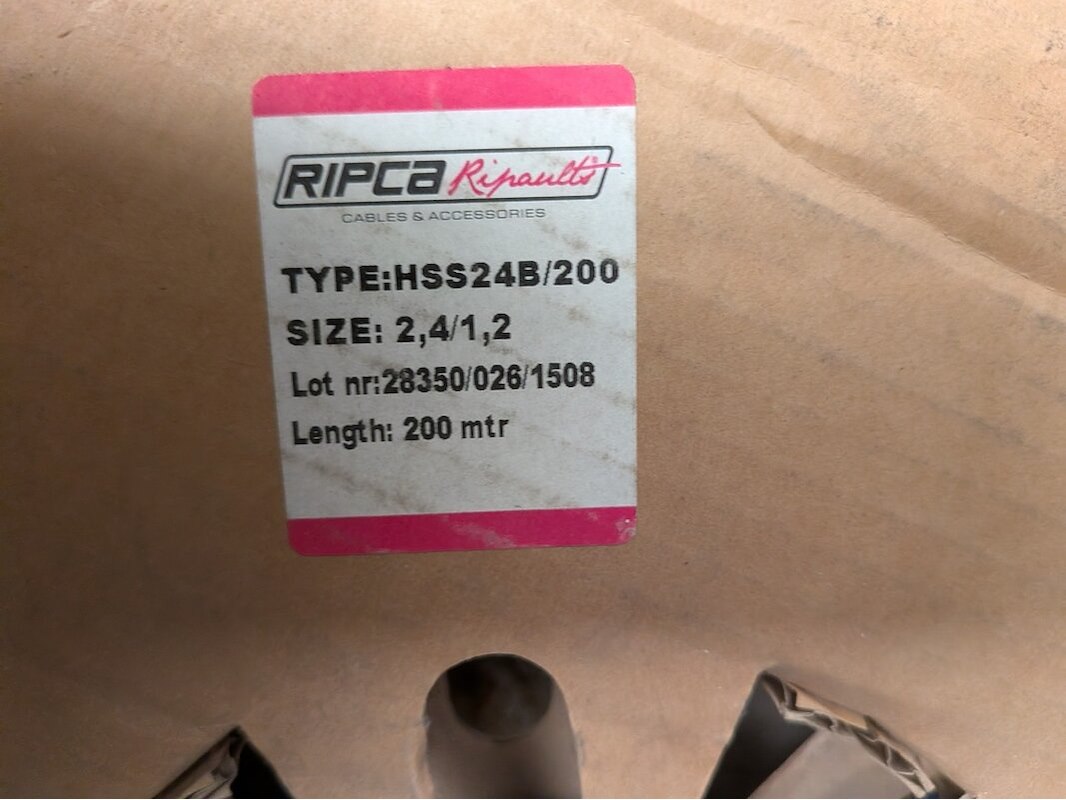 RIPCA Ripaults
CABLES & ACCESSORIES
TYPE:HSS24B/200
SIZE: 2,4/1,2
Lot nr:28350/026/1508
Length: 200 mtr